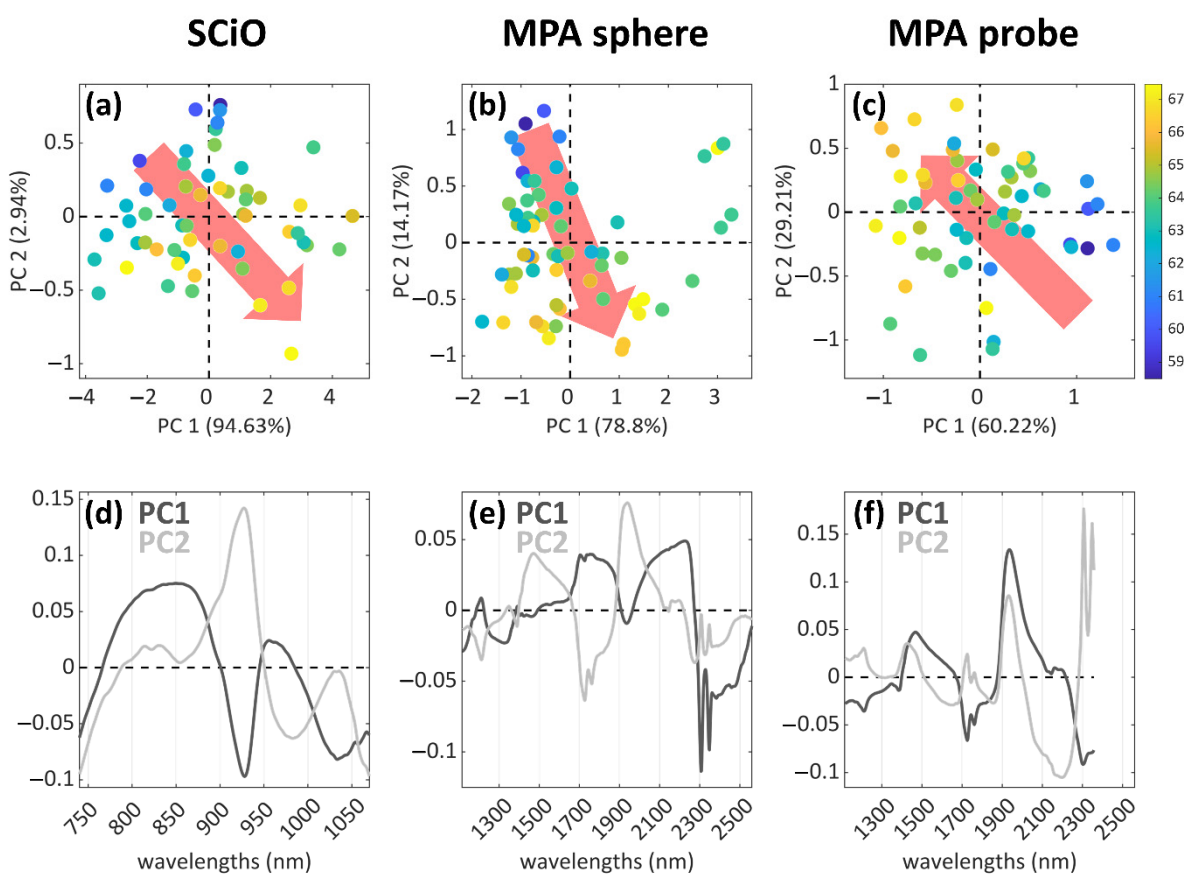 SCiO MPA sphere MPA probe
(a) (b) (c)
0.5
0
−0.5
−1
−4 −2 0 2 4
PC 1 (94.63%)
PC 2 (2.94%)
1
0.5
0
−0.5
−1
−2 −1 0 1 2 3
PC 1 (78.8%)
PC 2 (14.17%)
1
0.5
0
−0.5
−1
−1 0 1
PC 1 (60.22%)
PC 2 (29.21%)
67
66
65
64
63
62
61
60
59
(d) PC1
PC2
0.15
0.1
0.05
0
−0.05
−0.1
750 800 850 900 950 1000 1050
wavelengths (nm)
(e) PC1
PC2
0.05
0
−0.05
−0.1
1300 1500 1700 1900 2100 2300 2500
wavelengths (nm)
(f) PC1
PC2
0.15
0.1
0.05
0
−0.05
−0.1
1300 1500 1700 1900 2100 2300 2500
wavelengths (nm)